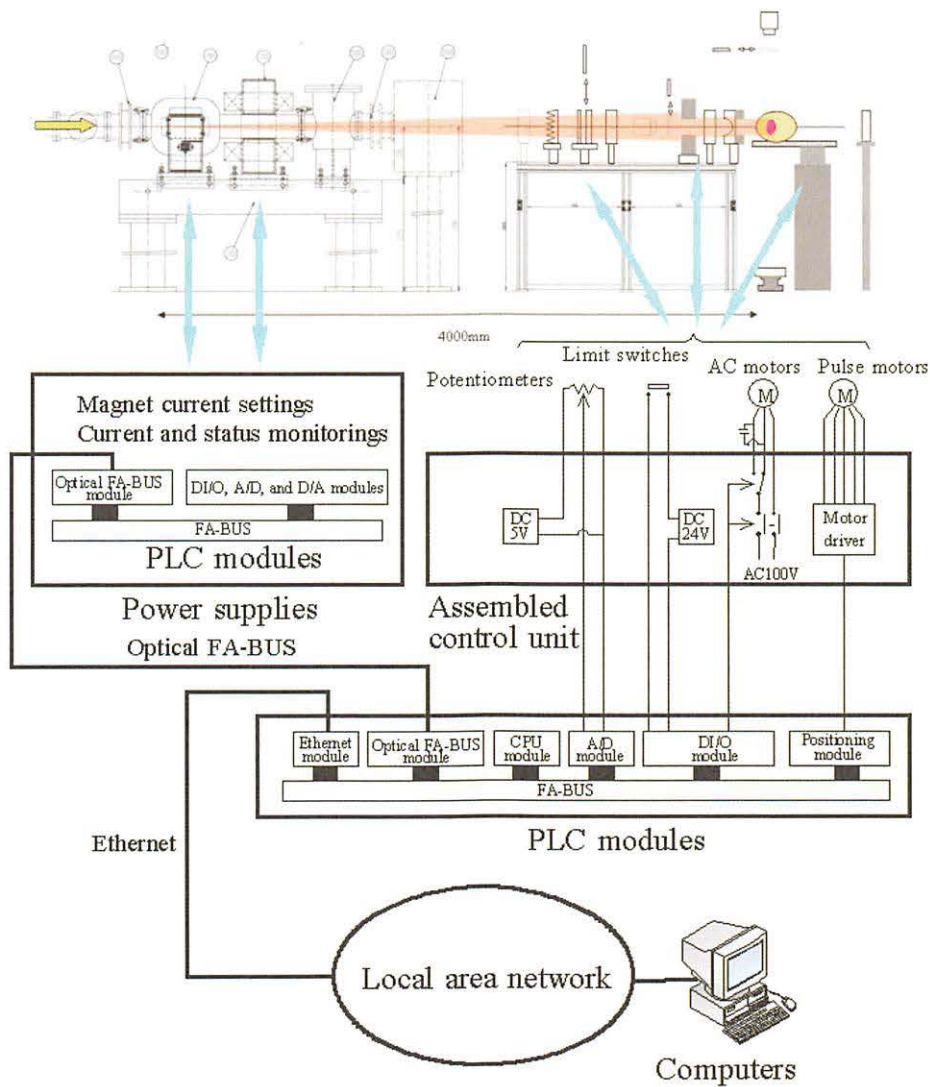 4000mm
Limit switches
Potentiometers
AC motors
Pulse motors
M
M
Magnet current settings
Current and status monitorings
Optical FA-BUS
module
DI/O, A/D, and D/A modules
FA-BUS
PLC modules
DC
5V
DC
24V
Motor
driver
AC100V
Power supplies
Assembled
control unit
Optical FA-BUS
Ethernet
module
Optical FA-BUS
module
CPU
module
A/D
module
DI/O
module
Positioning
module
FA-BUS
PLC modules
Ethernet
Local area network
Computers